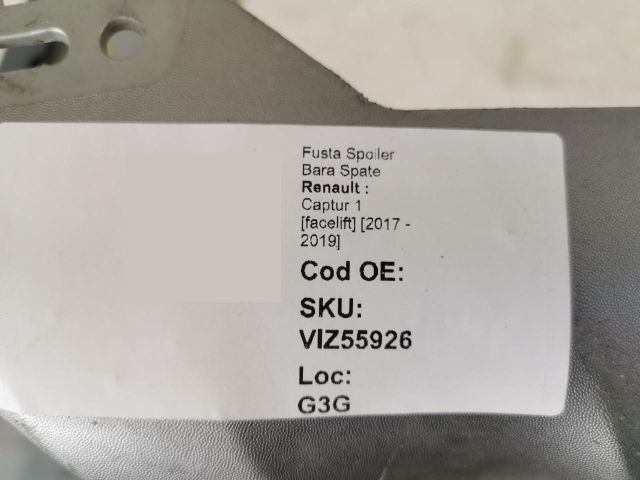 Fusta Spoiler
Bara Spate
Renault :
Captur 1
[facelift] [2017 -
2019]
Cod OE:
SKU:
VIZ55926
Loc:
G3G